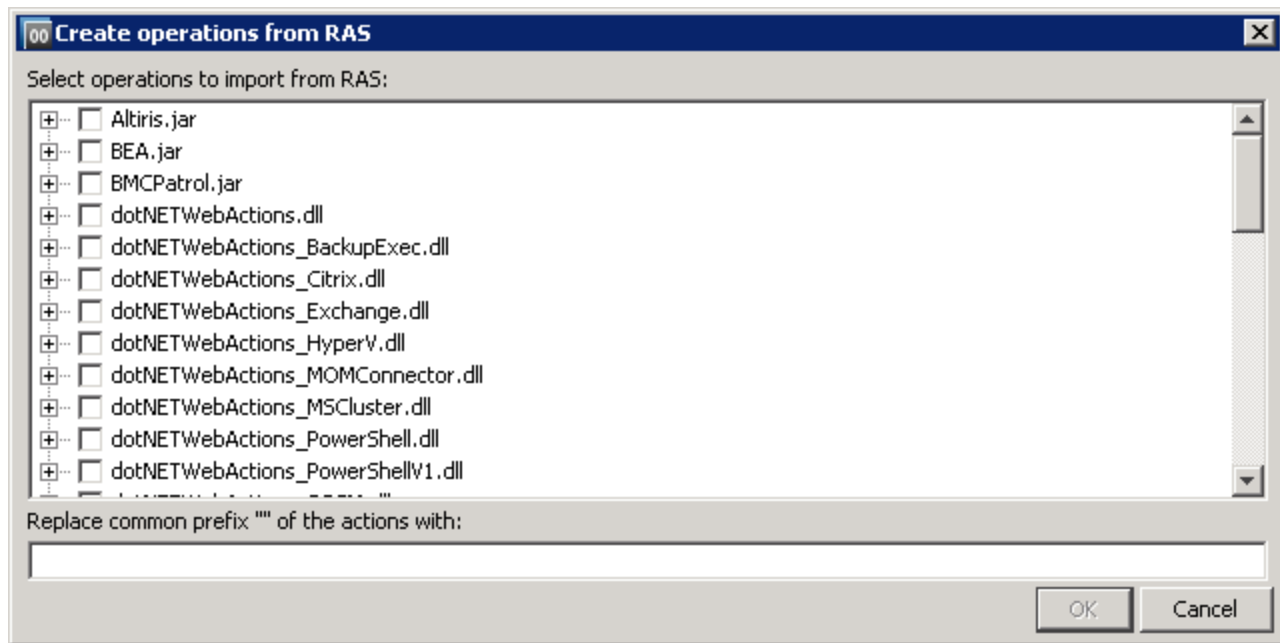 Create operations from RAS
Select operations to import from RAS:
Altiris.jar
BEA.jar
BMCPatrol.jar
dotNETWebActions.dll
dotNETWebActions_BackupExec.dll
dotNETWebActions_Citrix.dll
dotNETWebActions_Exchange.dll
dotNETWebActions_HyperV.dll
dotNETWebActions_MOMConnector.dll
dotNETWebActions_MSCluster.dll
dotNETWebActions_PowerShell.dll
dotNETWebActions_PowerShellV1.dll
Replace common prefix "" of the actions with:
OK Cancel